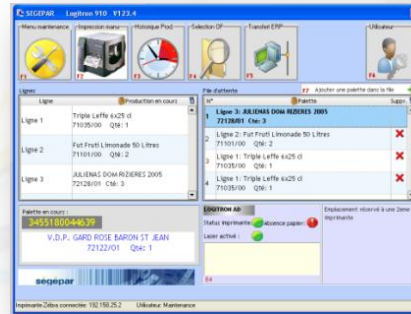 SEGEPAR Logitron 910 V123.4
Menu maintenance
Impression manu
Historique Prod
Selection OF
Transfert ERP
Utilisateur
F1
F2
F3
F4
F5
F6
Lignes
Ligne
Production en cours
Ligne 1
Triple Leffe 6x25 cl
71035/00 Qté: 1
Ligne 2
Fut Fruti Limonade 50 Litres
71101/00 Qté: 2
Ligne 3
JULIENAS DOM RIZIERES 2005
72128/01 Cté: 3
File d'attente
F7 Ajouter une palette dans la file
N°
Palette
Suppr.
1
Ligne 3: JULIENAS DOM RIZIERES 2005
72128/01 Cté: 3
2
Ligne 2: Fut Fruti Limonade 50 Litres
71101/00 Qté: 2
3
Ligne 1: Triple Leffe 6x25 cl
71035/00 Qté: 1
4
Ligne 1: Triple Leffe 6x25 cl
71035/00 Qté: 1
Palette en cours :
3455180044639
V.D.P. GARD ROSE BARON ST JEAN
72122/01 Qté: 1
ségépar
LOGITRON AD
Status Imprimante:
Absence papier:
Laser activé :
Emplacement réservé à une 2eme
imprimante
Imprimante Zebra connectée: 192.168.25.2 Utilisateur: Maintenance